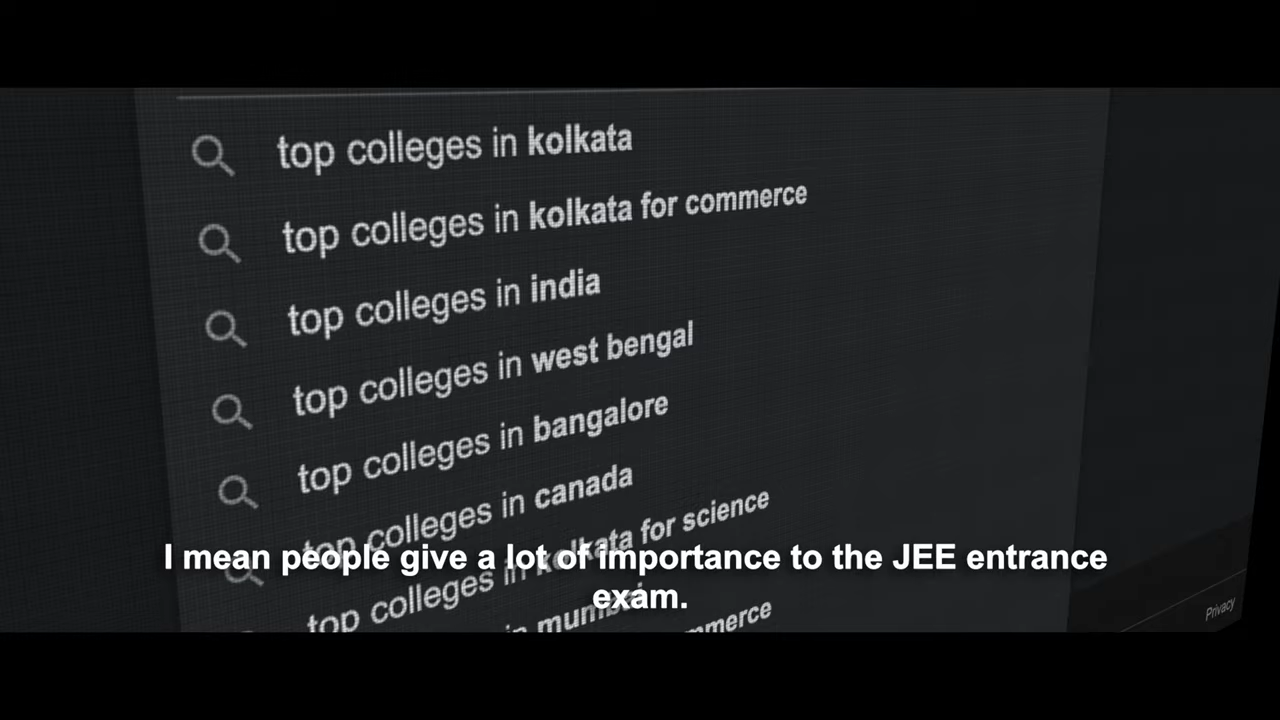 top colleges in kolkata
top colleges in kolkata for commerce
top colleges in india
top colleges in west bengal
top colleges in bangalore
top colleges in canada
top colleges in kolkata for science
in mumbai
I mean people give a lot of importance to the JEE entrance
exam.
Privacy